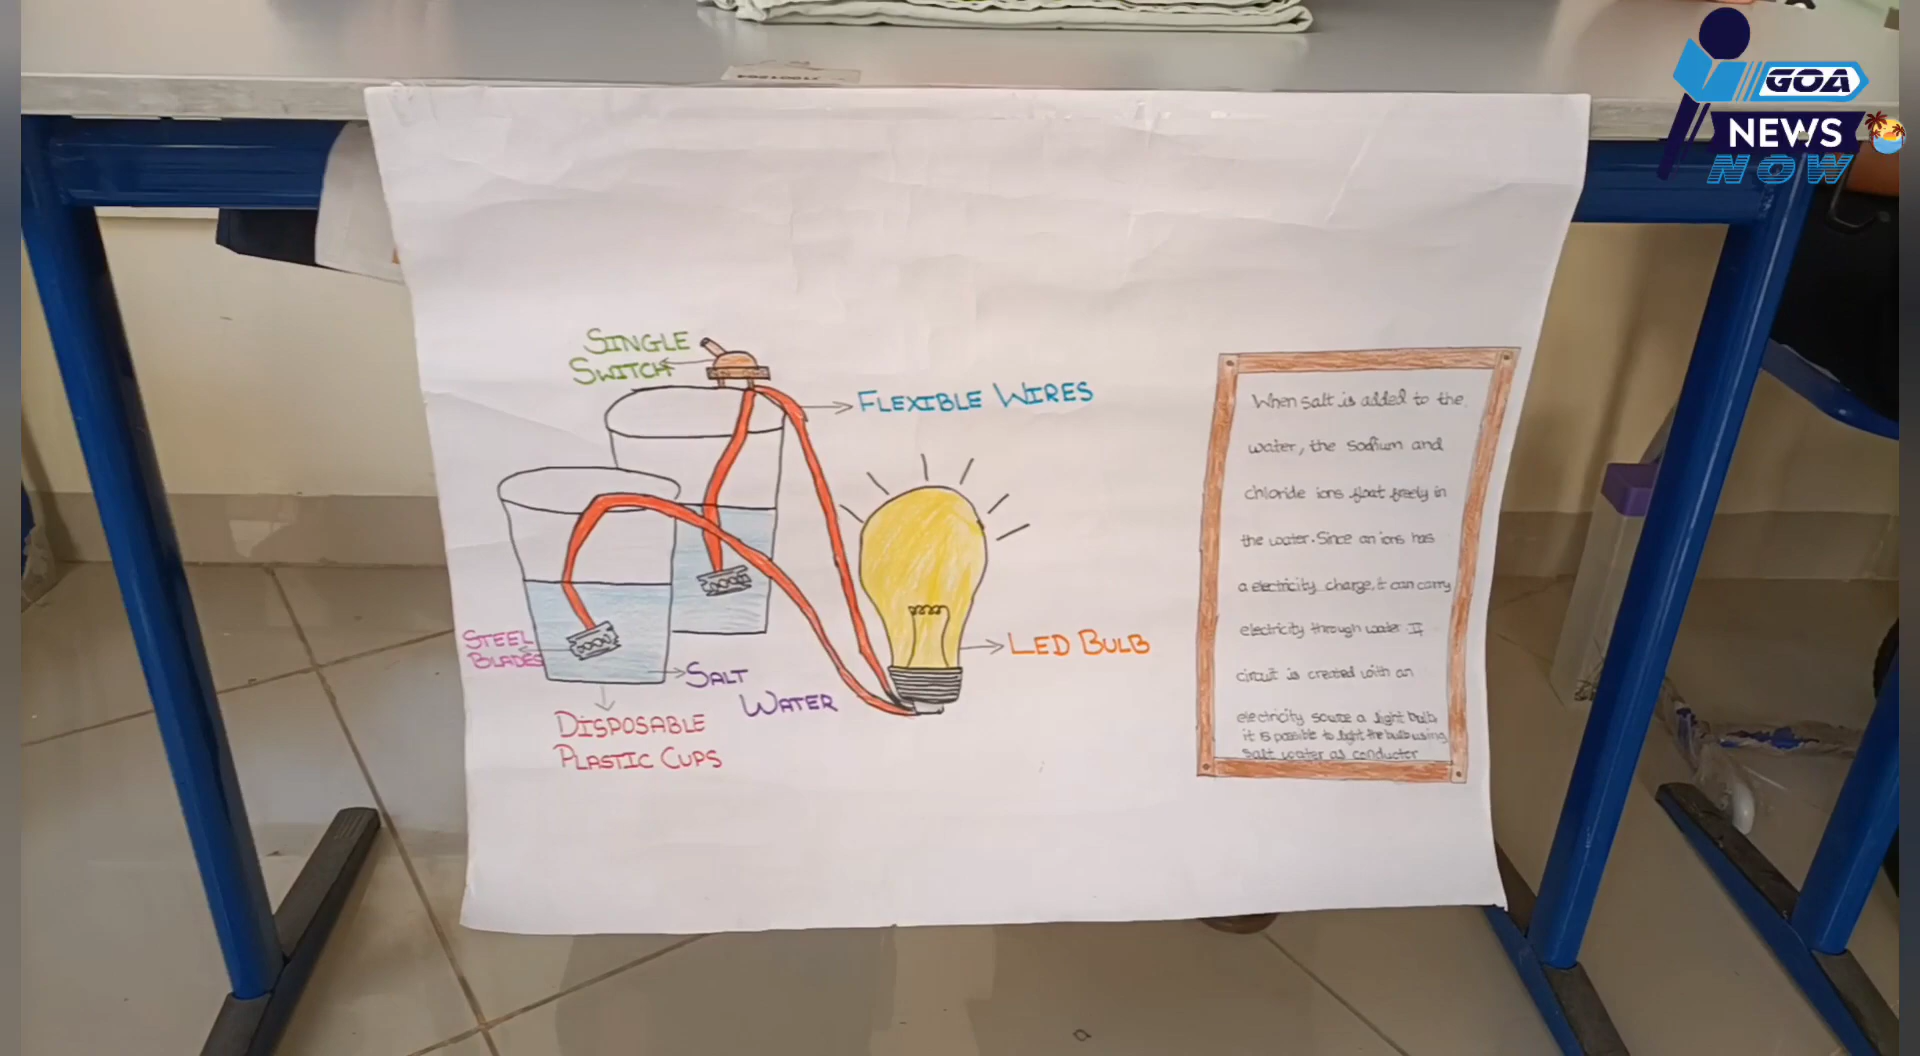 GOA
NEWS
NOW
SINGLE
SWITCH
FLEXIBLE WIRES
STEEL
BLADES
SALT
WATER
DISPOSABLE
PLASTIC CUPS
LED BULB
When salt is added to the
water, the sodium and
chloride ions float freely in
the water. Since an ions has
a electricity charge, it can carry
electricity through water. If
circuit is created with an
electricity source a light bulb
it is possible to light the bulb using
salt water as conductor